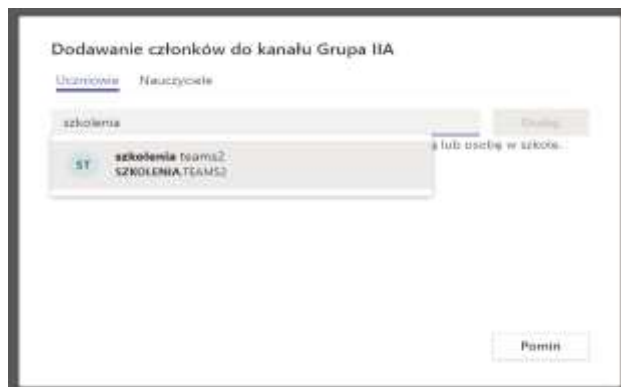 Dodawanie członków do kanału Grupa IIA
Uczniowie Nauczyciele
szkolenia Dodaj
lub osobę w szkole.
ST szkolenia teams2
SZKOLENIA.TEAMS2
Pomiń